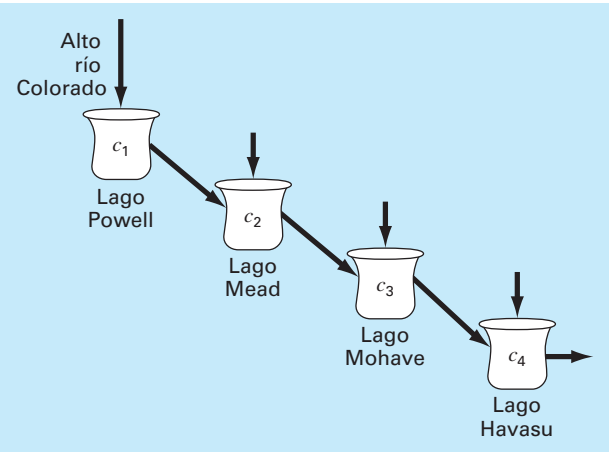 Alto
río
Colorado
c1
Lago
Powell
c2
Lago
Mead
c3
Lago
Mohave
c4
Lago
Havasu